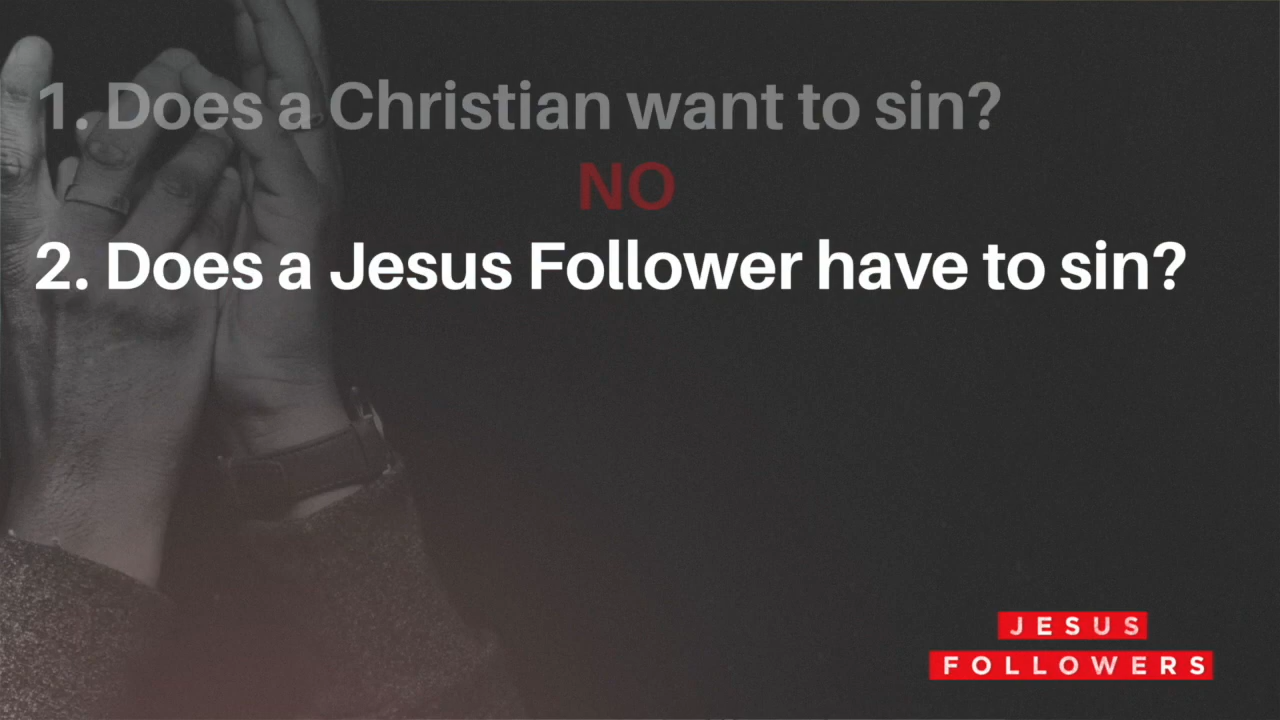 1. Does a Christian want to sin?
NO
2. Does a Jesus Follower have to sin?
JESUS
FOLLOWERS